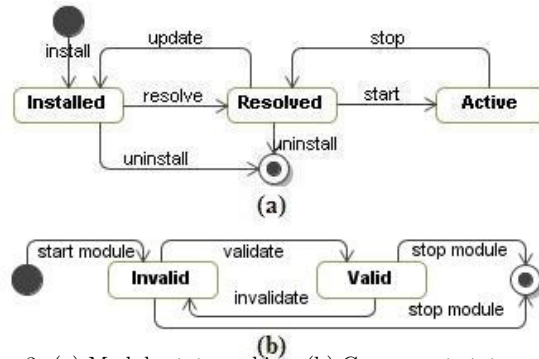 install
update
stop
Installed
resolve
Resolved
start
Active
uninstall
uninstall
(a)
start module
validate
stop module
Invalid
Valid
invalidate
stop module
(b)